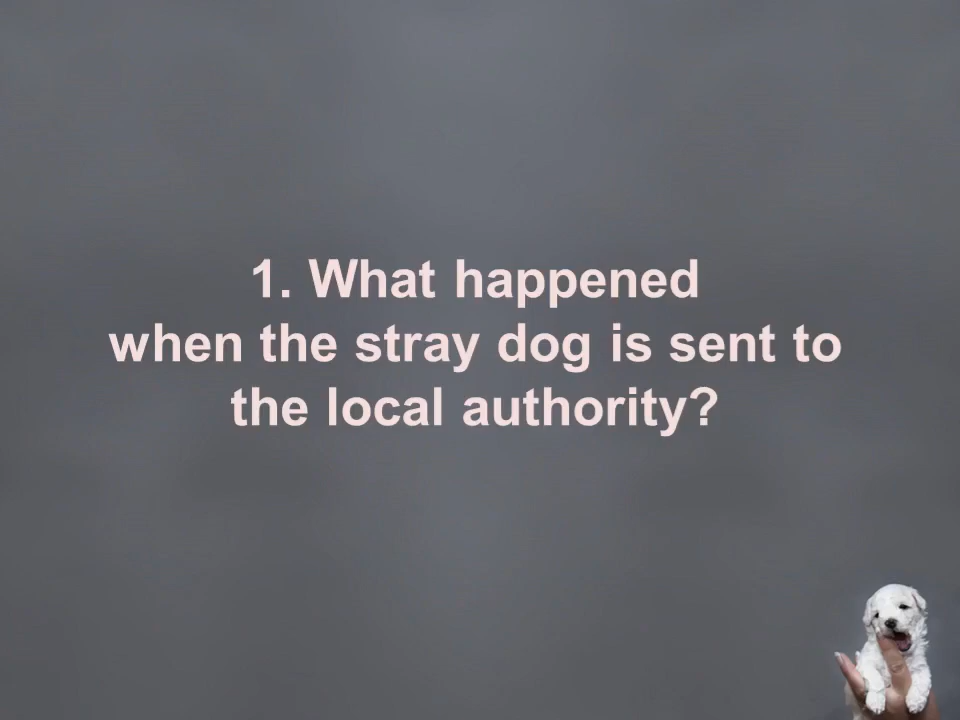 1. What happened
when the stray dog is sent to
the local authority?